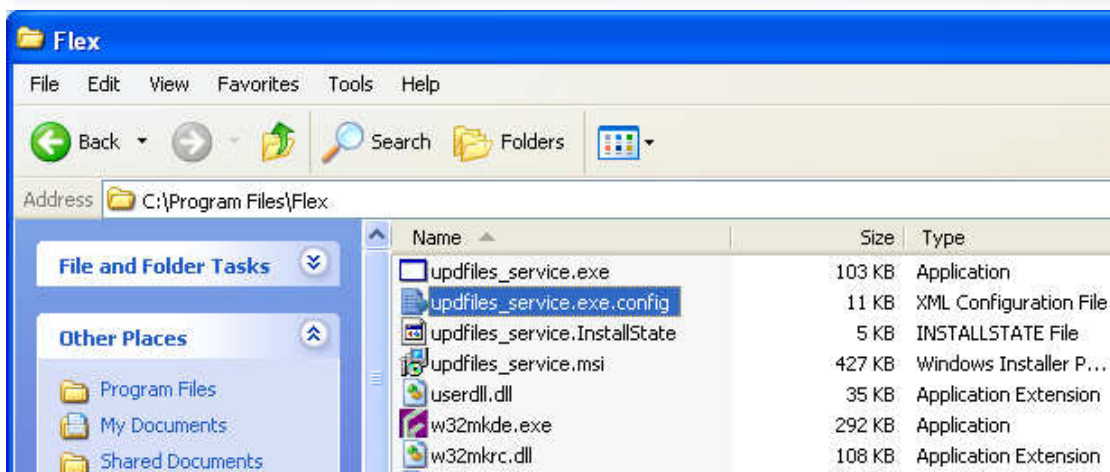 Flex
File Edit View Favorites Tools Help
Back Search Folders
Address C:\Program Files\Flex
Name Size Type
File and Folder Tasks
Other Places
Program Files
My Documents
Shared Documents
updfiles_service.exe 103 KB Application
updfiles_service.exe.config 11 KB XML Configuration File
updfiles_service.InstallState 5 KB INSTALLSTATE File
updfiles_service.msi 427 KB Windows Installer P...
userdll.dll 35 KB Application Extension
w32mkde.exe 292 KB Application
w32mkrc.dll 108 KB Application Extension